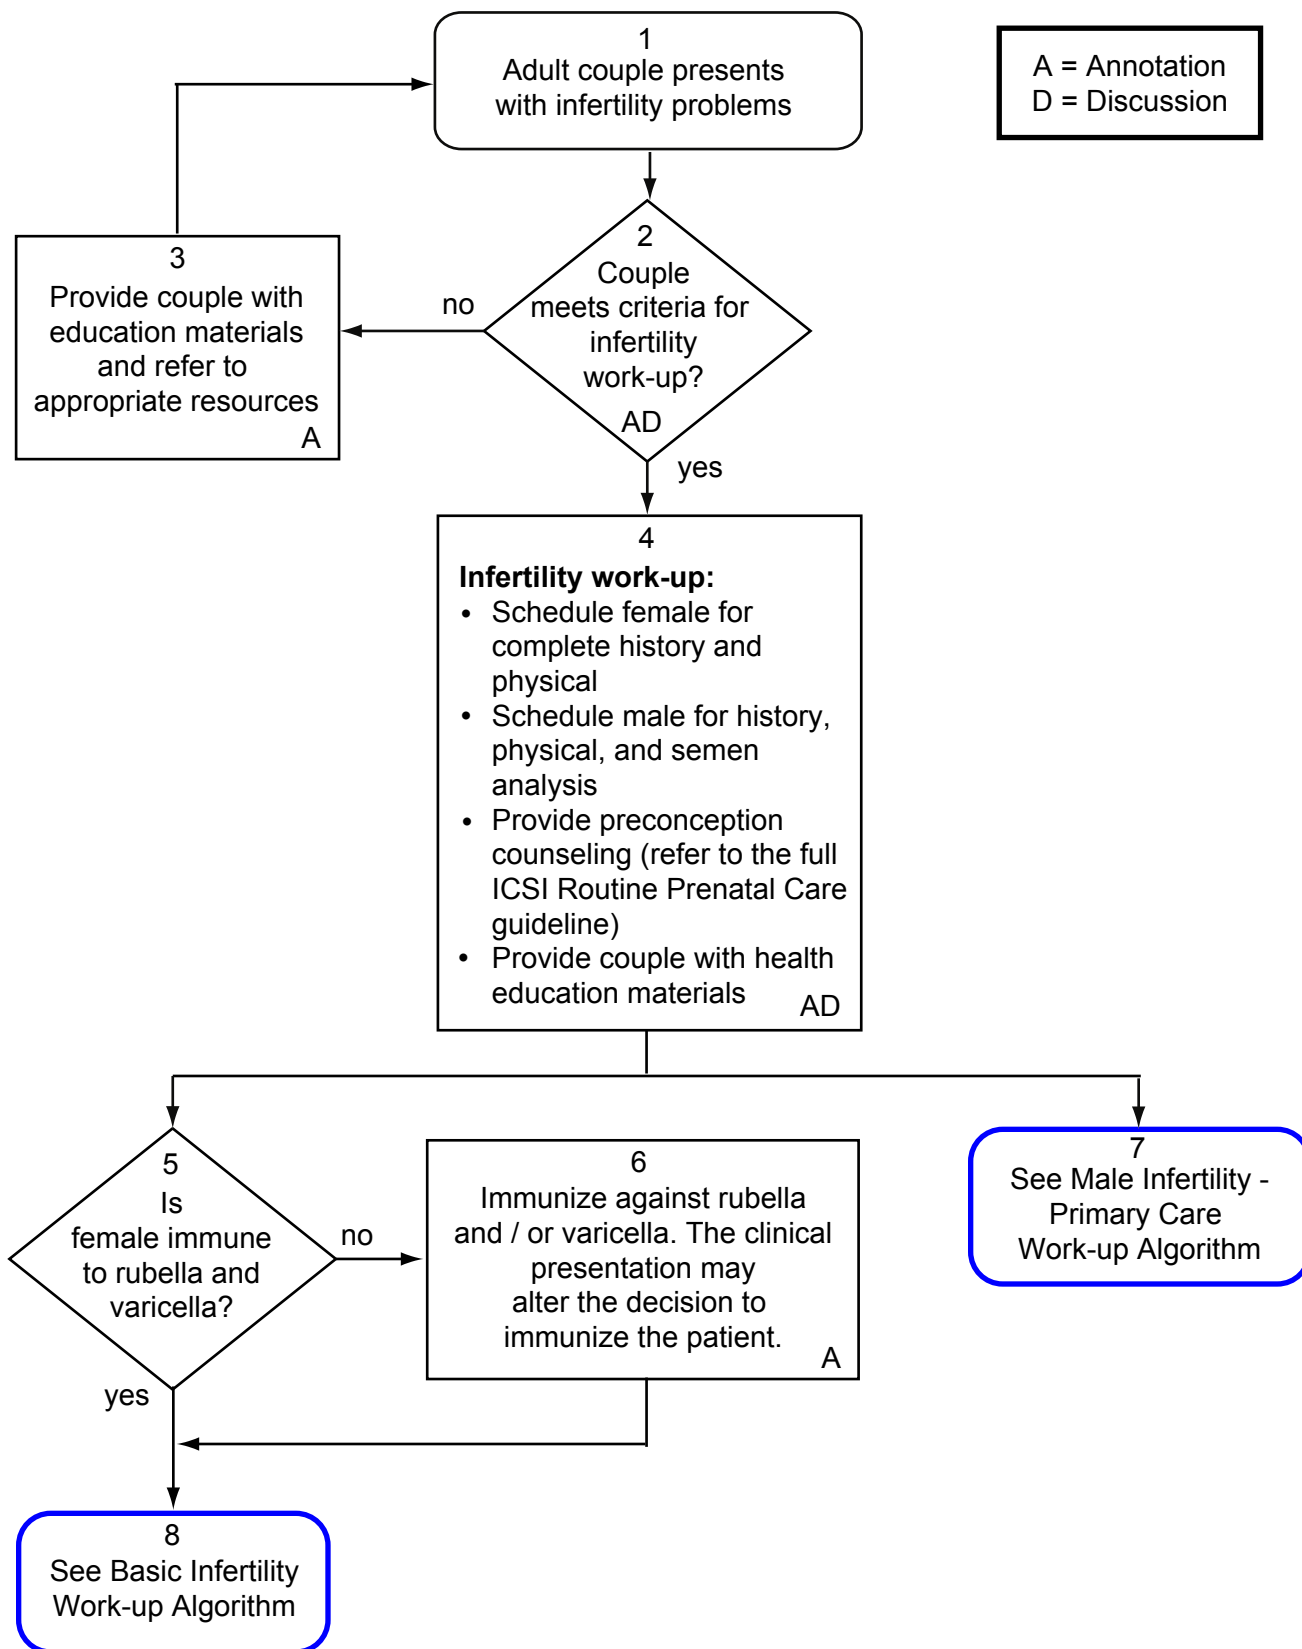 1
Adult couple presents
with infertility problems
A = Annotation
D = Discussion
2
Couple
meets criteria for
infertility
work-up?
AD
no
yes
3
Provide couple with
education materials
and refer to
appropriate resources
A
4
Infertility work-up:
• Schedule female for
complete history and
physical
• Schedule male for history,
physical, and semen
analysis
• Provide preconception
counseling (refer to the full
ICSI Routine Prenatal Care
guideline)
• Provide couple with health
education materials
AD
5
Is
female immune
to rubella and
varicella?
no
yes
6
Immunize against rubella
and / or varicella. The clinical
presentation may
alter the decision to
immunize the patient.
A
7
See Male Infertility -
Primary Care
Work-up Algorithm
8
See Basic Infertility
Work-up Algorithm